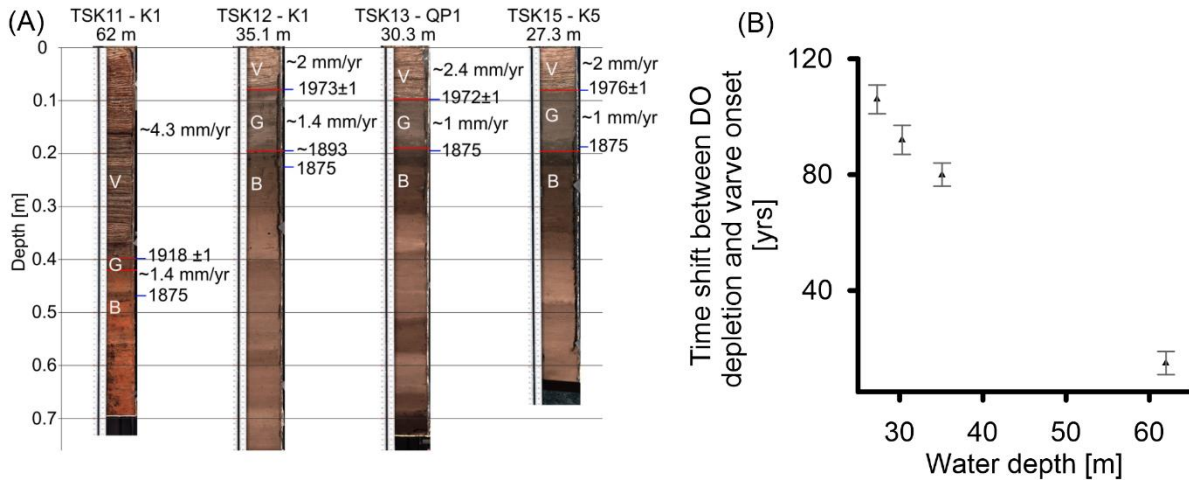 (A)
TSK11 - K1 TSK12 - K1 TSK13 - QP1 TSK15 - K5
62 m 35.1 m 30.3 m 27.3 m
0
0.1
0.2
0.3
0.4
0.5
0.6
0.7
Depth [m]
~4.3 mm/yr
V
1918 ±1
G
~1.4 mm/yr
1875
B
V
~2 mm/yr
1973±1
G
~1.4 mm/yr
~1893
1875
B
V
~2.4 mm/yr
1972±1
G
~1 mm/yr
1875
B
V
~2 mm/yr
1976±1
G
~1 mm/yr
1875
B
(B)
Time shift between DO
depletion and varve onset
[yrs]
120
80
40
30 40 50 60
Water depth [m]